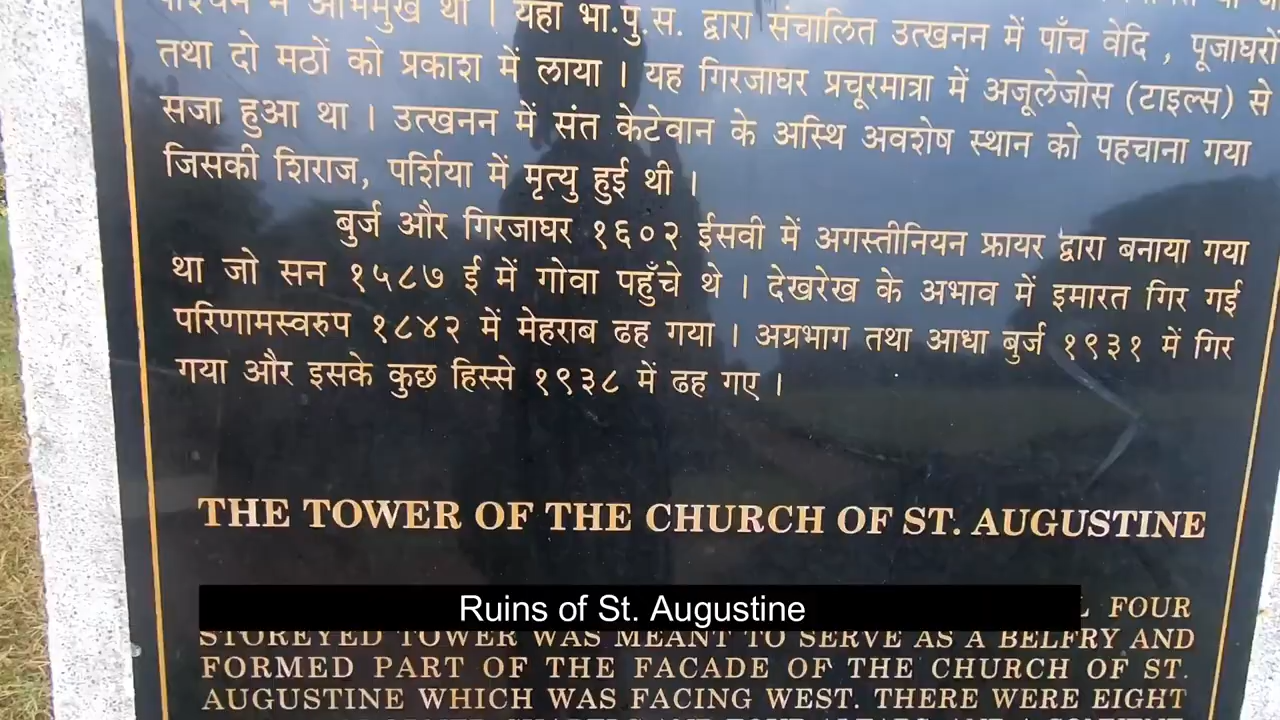 यहाँ भा.पु.स. द्वारा संचालित उत्खनन में पाँच वेदि , पूजाघरों
तथा दो मठों को प्रकाश में लाया । यह गिरजाघर प्रचूरमात्रा में अजूलेजोस (टाइल्स) से
सजा हुआ था । उत्खनन में संत केटेवान के अस्थि अवशेष स्थान को पहचाना गया
जिसकी शिराज, पर्शिया में मृत्यु हुई थी ।
बुर्ज और गिरजाघर १६०२ ईसवी में अगस्तीनियन फ्रायर द्वारा बनाया गया
था जो सन १५८७ ई में गोवा पहुँचे थे । देखरेख के अभाव में इमारत गिर गई
परिणामस्वरुप १८४२ में मेहराब ढह गया । अग्रभाग तथा आधा बुर्ज १९३१ में गिर
गया और इसके कुछ हिस्से १९३८ में ढह गए ।
THE TOWER OF THE CHURCH OF ST. AUGUSTINE
Ruins of St. Augustine
FOUR
STOREYED TOWER WAS MEANT TO SERVE AS A BELFRY AND
FORMED PART OF THE FACADE OF THE CHURCH OF ST.
AUGUSTINE WHICH WAS FACING WEST. THERE WERE EIGHT